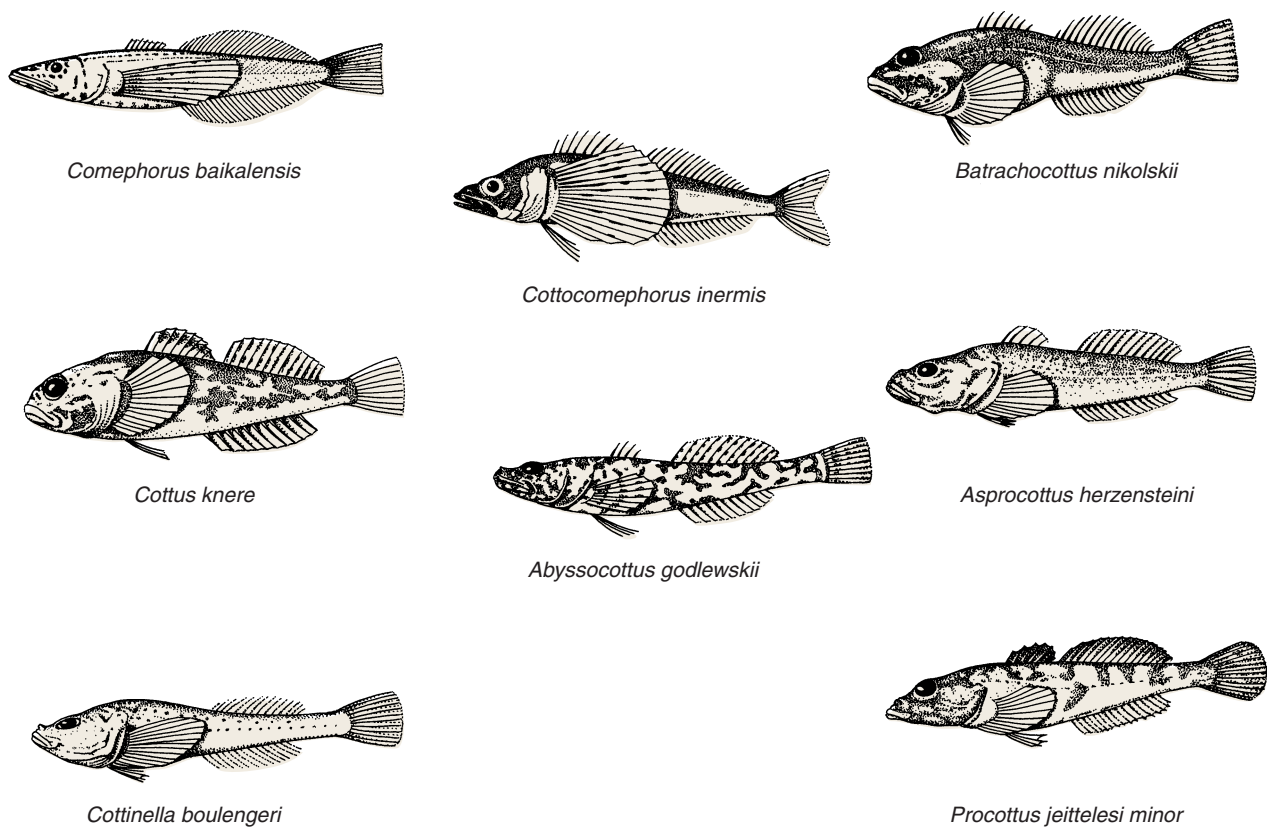 Comephorus baikalensis
Batrachocottus nikolskii
Cottocomephorus inermis
Cottus knere
Asprocottus herzensteini
Abyssocottus godlewskii
Cottinella boulengeri
Procottus jeittelesi minor